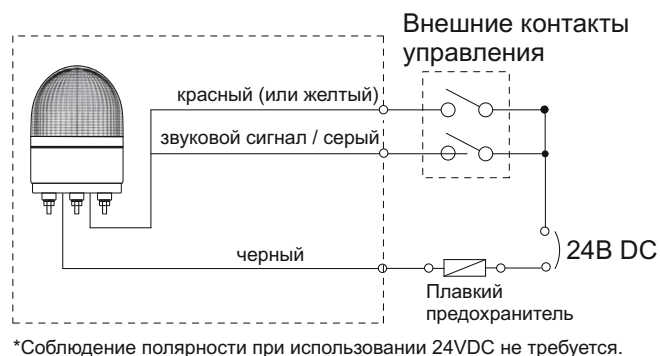 Внешние контакты
управления
красный (или желтый)
звуковой сигнал / серый
черный
24В DC
Плавкий
предохранитель
*Соблюдение полярности при использовании 24VDC не требуется.